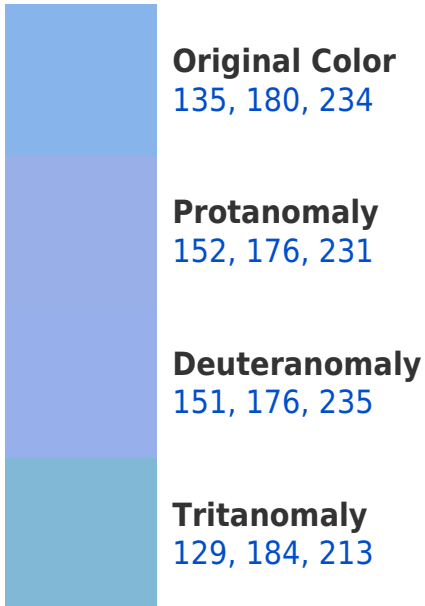 Original Color
135, 180, 234
Protanomaly
152, 176, 231
Deuteranomaly
151, 176, 235
Tritanomaly
129, 184, 213